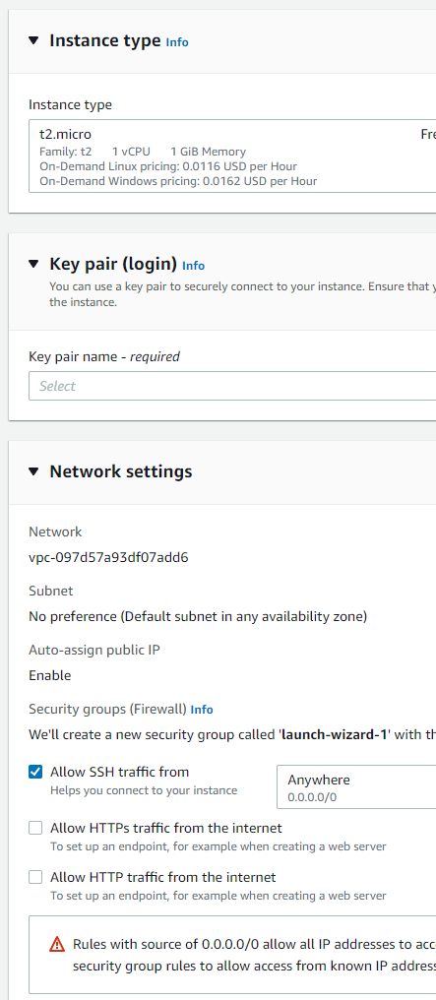 Instance type Info
Instance type
t2.micro
Family: t2 1 vCPU 1 GiB Memory
On-Demand Linux pricing: 0.0116 USD per Hour
On-Demand Windows pricing: 0.0162 USD per Hour
Key pair (login) Info
You can use a key pair to securely connect to your instance. Ensure that
the instance.
Key pair name - required
Select
Network settings
Network
vpc-097d57a93df07add6
Subnet
No preference (Default subnet in any availability zone)
Auto-assign public IP
Enable
Security groups (Firewall) Info
We'll create a new security group called 'launch-wizard-1' with
Allow SSH traffic from
Helps you connect to your instance
Anywhere
0.0.0.0/0
Allow HTTPs traffic from the internet
To set up an endpoint, for example when creating a web server
Allow HTTP traffic from the internet
To set up an endpoint, for example when creating a web server
Rules with source of 0.0.0.0/0 allow all IP addresses to
security group rules to allow access from known IP